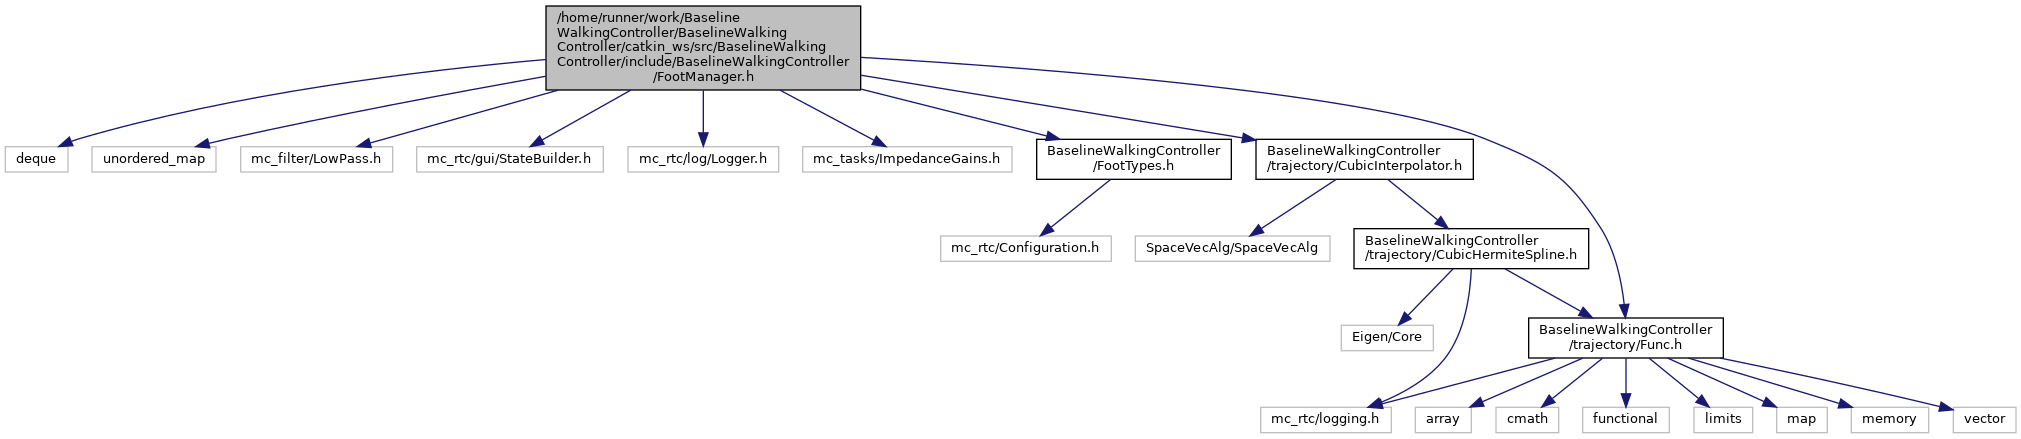 /home/runner/work/Baseline
WalkingController/BaselineWalking
Controller/catkin_ws/src/BaselineWalking
Controller/include/BaselineWalkingController
/FootManager.h
deque
unordered_map
mc_filter/LowPass.h
mc_rtc/gui/StateBuilder.h
mc_rtc/log/Logger.h
mc_tasks/ImpedanceGains.h
BaselineWalkingController
/FootTypes.h
BaselineWalkingController
/trajectory/CubicInterpolator.h
mc_rtc/Configuration.h
SpaceVecAlg/SpaceVecAlg
BaselineWalkingController
/trajectory/CubicHermiteSpline.h
Eigen/Core
BaselineWalkingController
/trajectory/Func.h
mc_rtc/logging.h
array
cmath
functional
limits
map
memory
vector